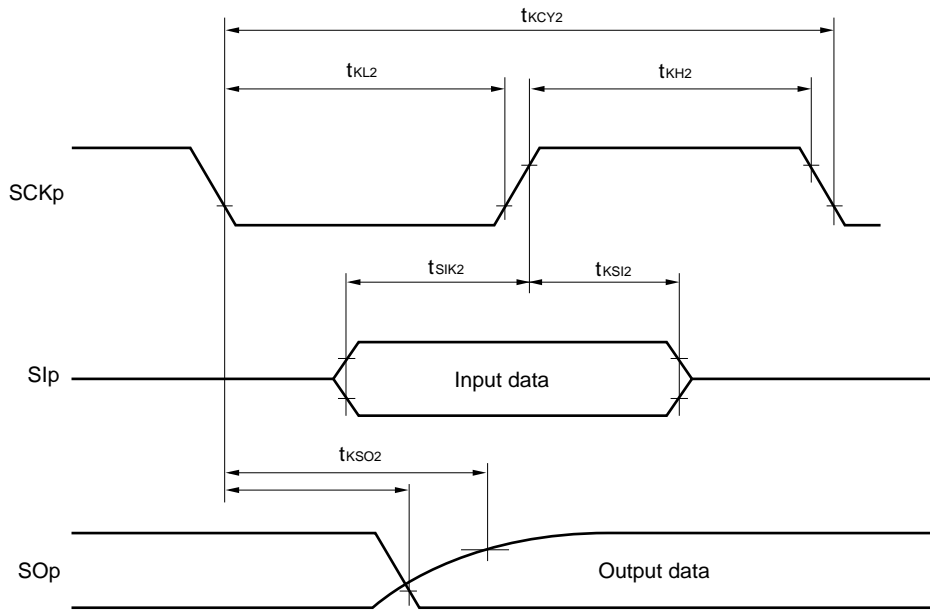 tKCY2
tKL2
tKH2
SCKp
tSIK2
tKSI2
SIp
Input data
tKSO2
SOp
Output data